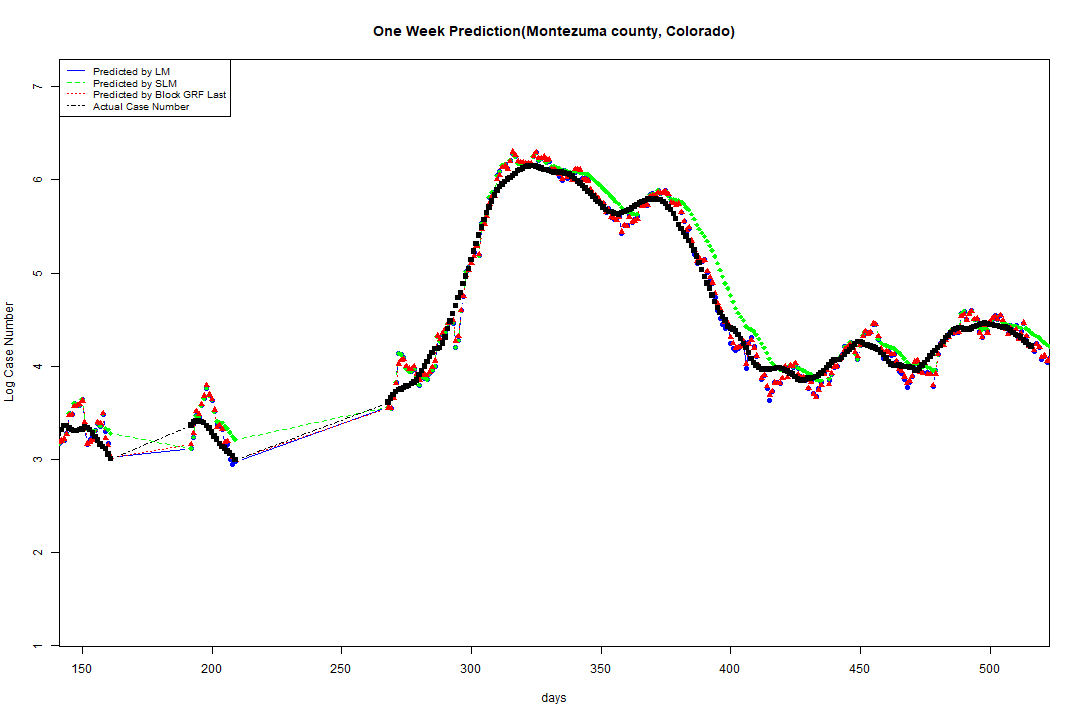 One Week Prediction(Montezuma county, Colorado)
Predicted by LM
Predicted by SLM
Predicted by Block GRF Last
Actual Case Number
Log Case Number
7
6
5
4
3
2
1
150 200 250 300 350 400 450 500
days